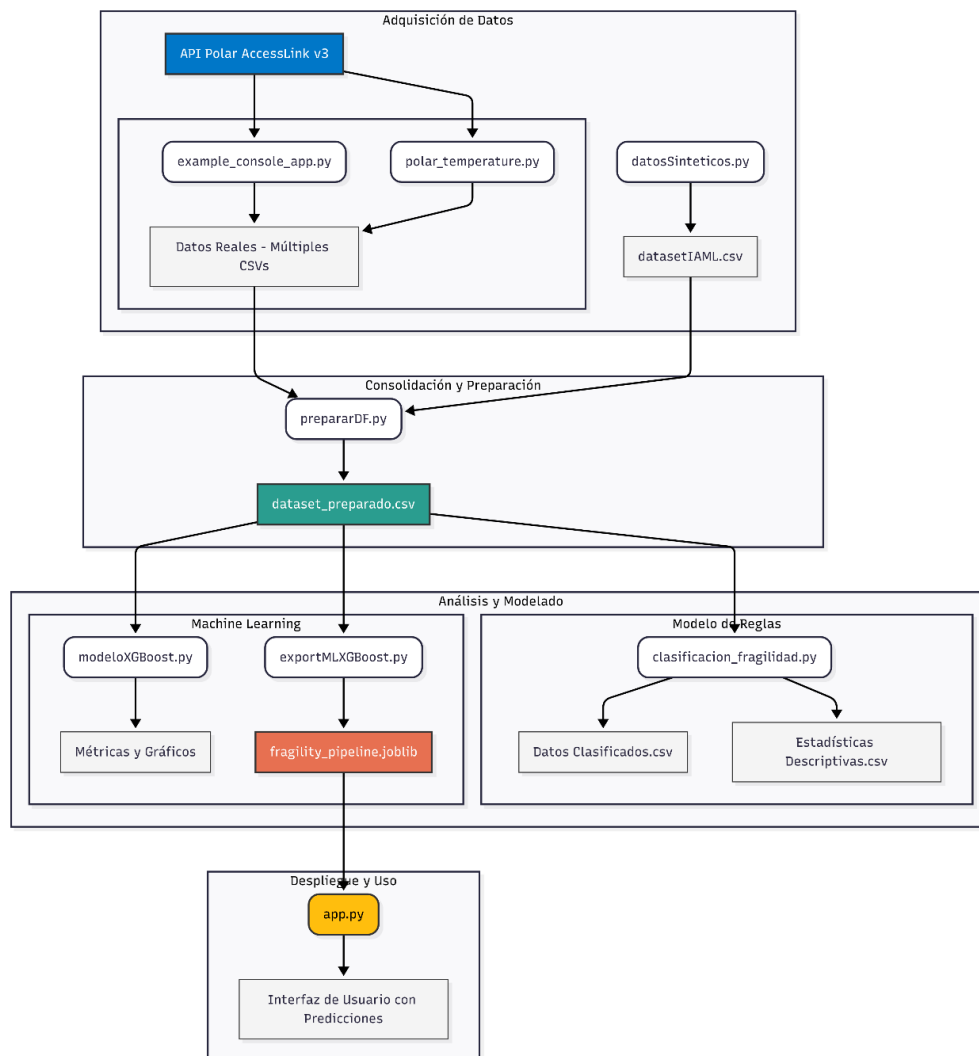 Adquisición de Datos
API Polar AccessLink v3
example_console_app.py
polar_temperature.py
datosSinteticos.py
Datos Reales - Múltiples
CSVs
datasetIAML.csv
Consolidación y Preparación
prepararDF.py
dataset_preparado.csv
Análisis y Modelado
Machine Learning
Modelo de Reglas
modeloXGBoost.py
exportMLXGBoost.py
clasificacion_fragilidad.py
Métricas y Gráficos
fragility_pipeline.joblib
Datos Clasificados.csv
Estadísticas
Descriptivas.csv
Despliegue y Uso
app.py
Interfaz de Usuario con
Predicciones